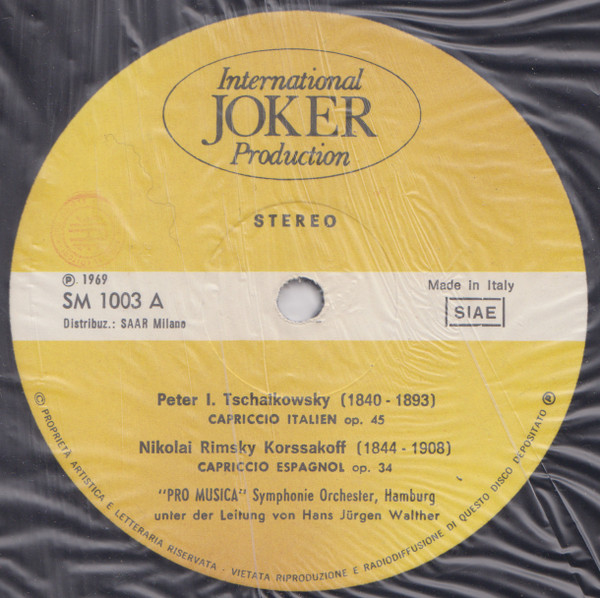 International
JOKER
Production
STEREO
℗ 1969
SM 1003 A
Distribuz.: SAAR Milano
Made in Italy
SIAE
Peter I. Tschaikowsky (1840 - 1893)
CAPRICCIO ITALIEN op. 45
Nikolai Rimsky Korssakoff (1844 - 1908)
CAPRICCIO ESPAGNOL op. 34
"PRO MUSICA" Symphonie Orchester, Hamburg
unter der Leitung von Hans Jürgen Walther
© PROPRIETA ARTISTICA E LETTERARIA RISERVATA - VIETATA RIPRODUZIONE E RADIODIFFUSIONE DI QUESTO DISCO DEPOSITATO ℗